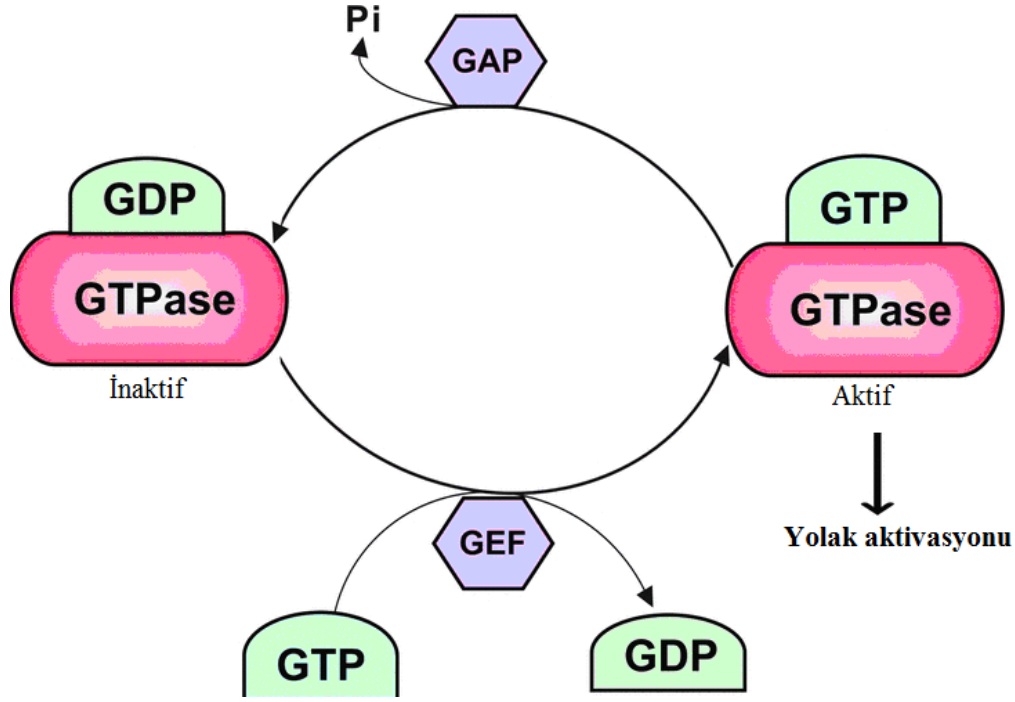 Pi
GAP
GDP
GTP
GTPase
GTPase
İnaktif
Aktif
Yolak aktivasyonu
GEF
GTP
GDP